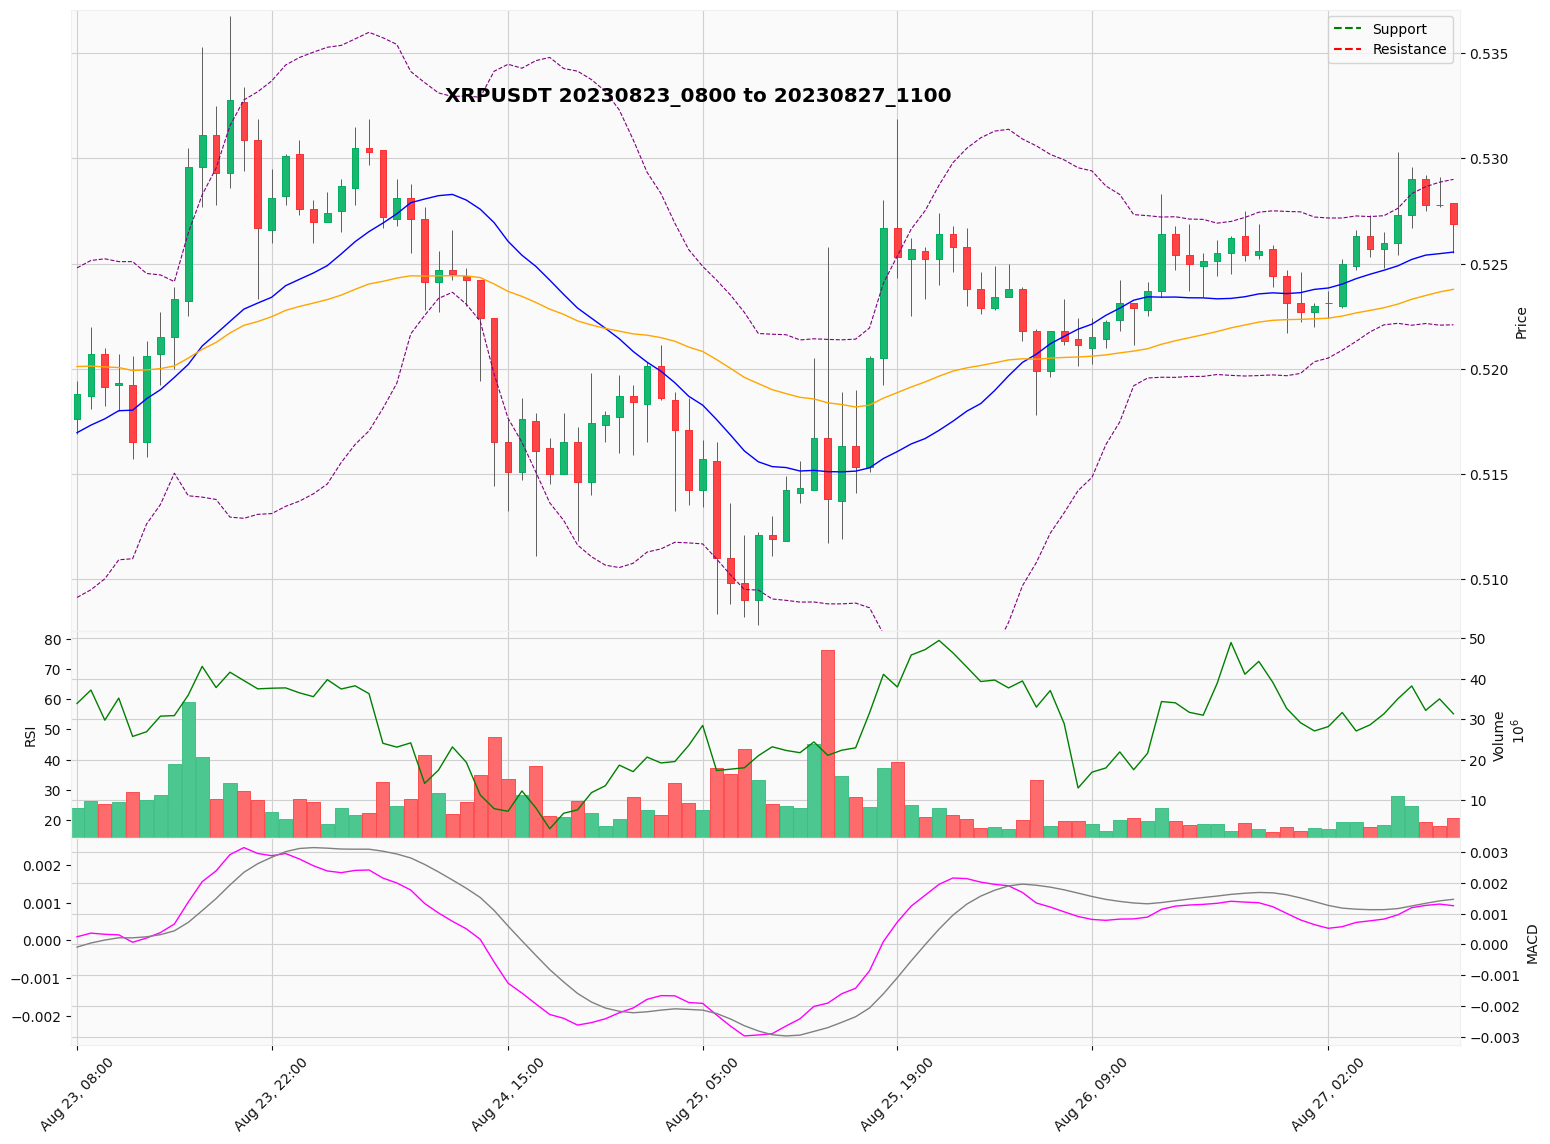 XRPUSDT 20230823_0800 to 20230827_1100
Support
Resistance
0.535
0.530
0.525
0.520
0.515
0.510
Price
80
70
60
50
40
30
20
RSI
50
40
30
20
10
Volume
10^6
0.002
0.001
0.000
−0.001
−0.002
0.003
0.002
0.001
0.000
−0.001
−0.002
−0.003
MACD
Aug 23, 08:00
Aug 23, 22:00
Aug 24, 15:00
Aug 25, 05:00
Aug 25, 19:00
Aug 26, 09:00
Aug 27, 02:00